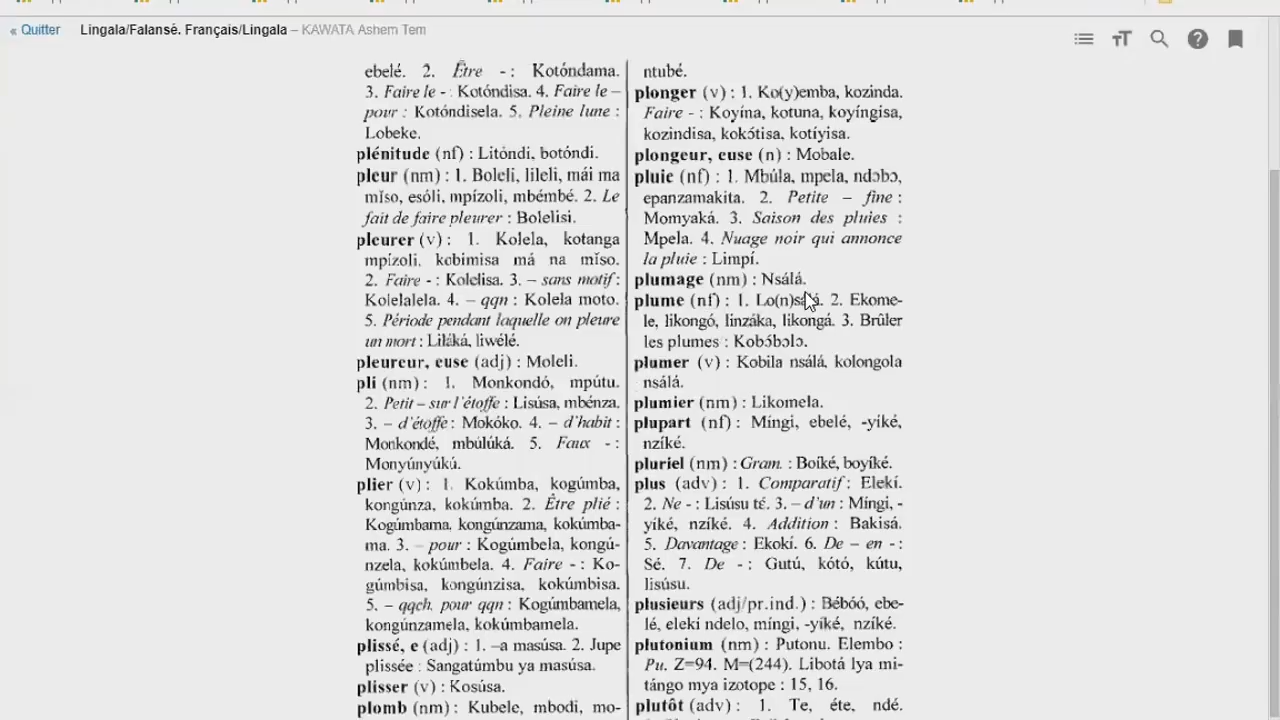 « Quitter Lingala/Falansé. Français/Lingala – KAWATA Ashem Tem
ebelé. 2. Être - : Kotóndama.
3. Faire le - : Kotóndisa. 4. Faire le –
pour : Kotóndisela. 5. Pleine lune :
Lobeke.
plénitude (nf) : Litóndi, botóndi.
pleur (nm) : 1. Boleli, lileli, mái ma
mĭso, esóli, mpízoli, mbémbé. 2. Le
fait de faire pleurer : Bolelisi.
pleurer (v) : 1. Kolela, kotanga
mpízoli, kobimisa má na mĭso.
2. Faire - : Kolelisa. 3. – sans motif :
Kolelalela. 4. – qqn : Kolela moto.
5. Période pendant laquelle on pleure
un mort : Liláká, liwélé.
pleureur, euse (adj) : Moleli.
pli (nm) : 1. Monkondó, mpútu.
2. Petit – sur l'étoffe : Lisúsa, mbénza.
3. – d'étoffe : Mokóko. 4. – d'habit :
Monkondé, mbúlúká. 5. Faux - :
Monyúnyúkú.
plier (v) : 1. Kokúmba, kogúmba,
kongúnza, kokúmba. 2. Être plié :
Kogúmbama, kongúnzama, kokúmba-
ma. 3. – pour : Kogúmbela, kongú-
nzela, kokúmbela. 4. Faire - : Ko-
gúmbisa, kongúnzisa, kokúmbisa.
5. – qqch. pour qqn : Kogúmbamela,
kongúnzamela, kokúmbamela.
plissé, e (adj) : 1. –a masúsa. 2. Jupe
plissée : Sangatúmbu ya masúsa.
plisser (v) : Kosúsa.
plomb (nm) : Kubele, mbodi, mo-
ntubé.
plonger (v) : 1. Ko(y)emba, kozinda.
Faire - : Koyína, kotuna, koyíngisa,
kozindisa, kokótisa, kotíyisa.
plongeur, euse (n) : Mobale.
pluie (nf) : 1. Mbúla, mpela, ndɔbɔ,
epanzamakita. 2. Petite – fine :
Momyaká. 3. Saison des pluies :
Mpela. 4. Nuage noir qui annonce
la pluie : Limpí.
plumage (nm) : Nsálá.
plume (nf) : 1. Lo(n)sálá. 2. Ekome-
le, likongó, linzáka, likongá. 3. Brûler
les plumes : Kobɔ́bɔlɔ.
plumer (v) : Kobila nsálá, kolongola
nsálá.
plumier (nm) : Likomela.
plupart (nf) : Míngi, ebelé, -yíké,
nzíké.
pluriel (nm) : Gram. : Boíké, boyíké.
plus (adv) : 1. Comparatif : Elekí.
2. Ne - : Lisúsu tɛ́. 3. – d'un : Míngi, -
yíké, nzíké. 4. Addition : Bakisá.
5. Davantage : Ekokí. 6. De – en - :
Sé. 7. De - : Gutú, kótó, kútu,
lisúsu.
plusieurs (adj/pr.ind.) : Bébóó, ebe-
lé, elekí ndelo, míngi, -yíké, nzíké.
plutonium (nm) : Putonu. Elembo :
Pu. Z=94. M=(244). Libotá lya mi-
tángo mya izotope : 15, 16.
plutôt (adv) : 1. Te, éte, ndé.